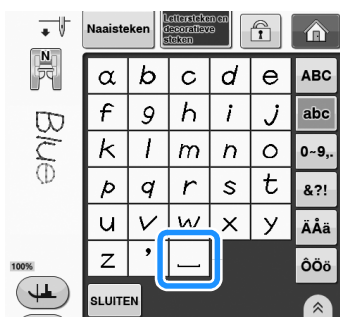 Naaisteken
Lettersteken en
decoratieve
steken
N
Blue
a b c d e ABC
f g h i j abc
k l m n o 0~9,.
p q r s t &?!
u v w x y ÄÅä
z ’ ⎵ ÔÖö
100%
SLUITEN